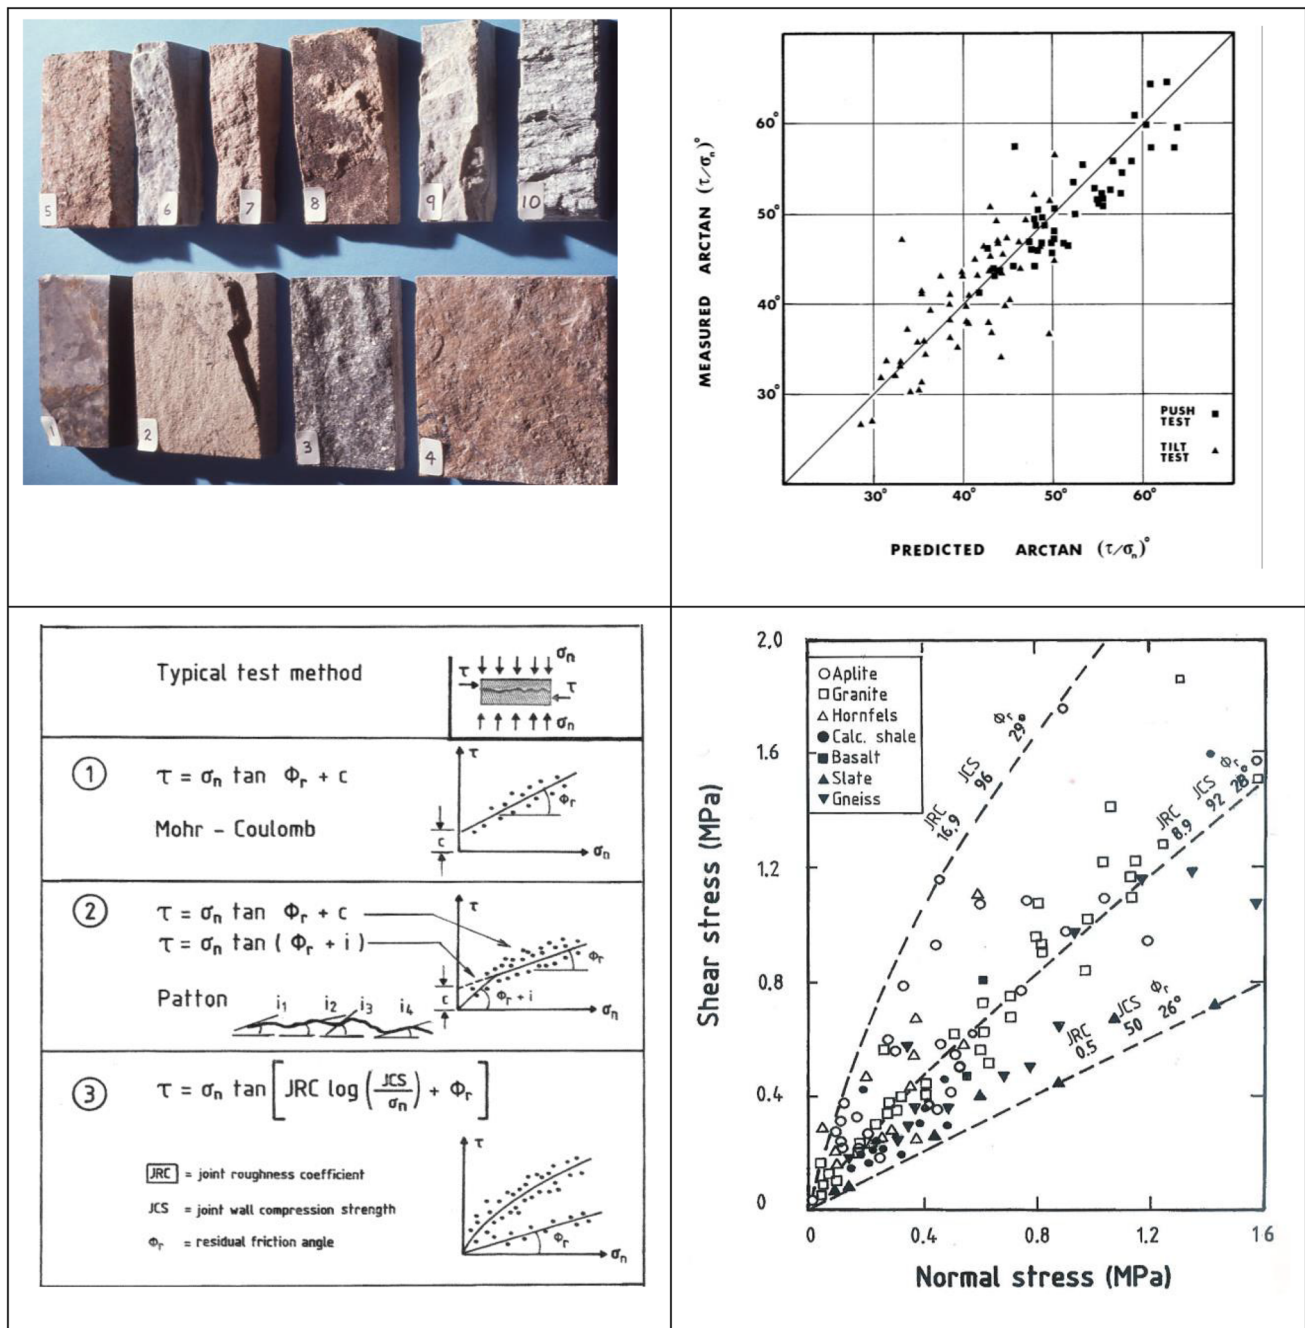 5
6
7
8
9
10
1
2
3
4
MEASURED ARCTAN (τ/σn)°
60°
50°
40°
30°
PUSH TEST
TILT TEST
30°
40°
50°
60°
PREDICTED ARCTAN (τ/σn)°
Typical test method
σn
τ
τ
σn
1
τ = σn tan Φr + c
Mohr - Coulomb
τ
Φr
c
σn
2
τ = σn tan Φr + c
τ = σn tan ( Φr + i )
Patton
i1 i2 i3 i4
τ
Φr
c
Φr + i
σn
3
τ = σn tan [ JRC log ( JCS / σn ) + Φr ]
JRC = joint roughness coefficient
JCS = joint wall compression strength
Φr = residual friction angle
τ
Φr
σn
Shear stress (MPa)
2,0
1.6
1.2
0.8
0.4
0
Aplite
Granite
Hornfels
Calc. shale
Basalt
Slate
Gneiss
JRC JCS Φr
16,9 96 29°
JRC JCS Φr
8.9 92 28°
JRC JCS Φr
0.5 50 26°
0
0.4
0.8
1.2
16
Normal stress (MPa)